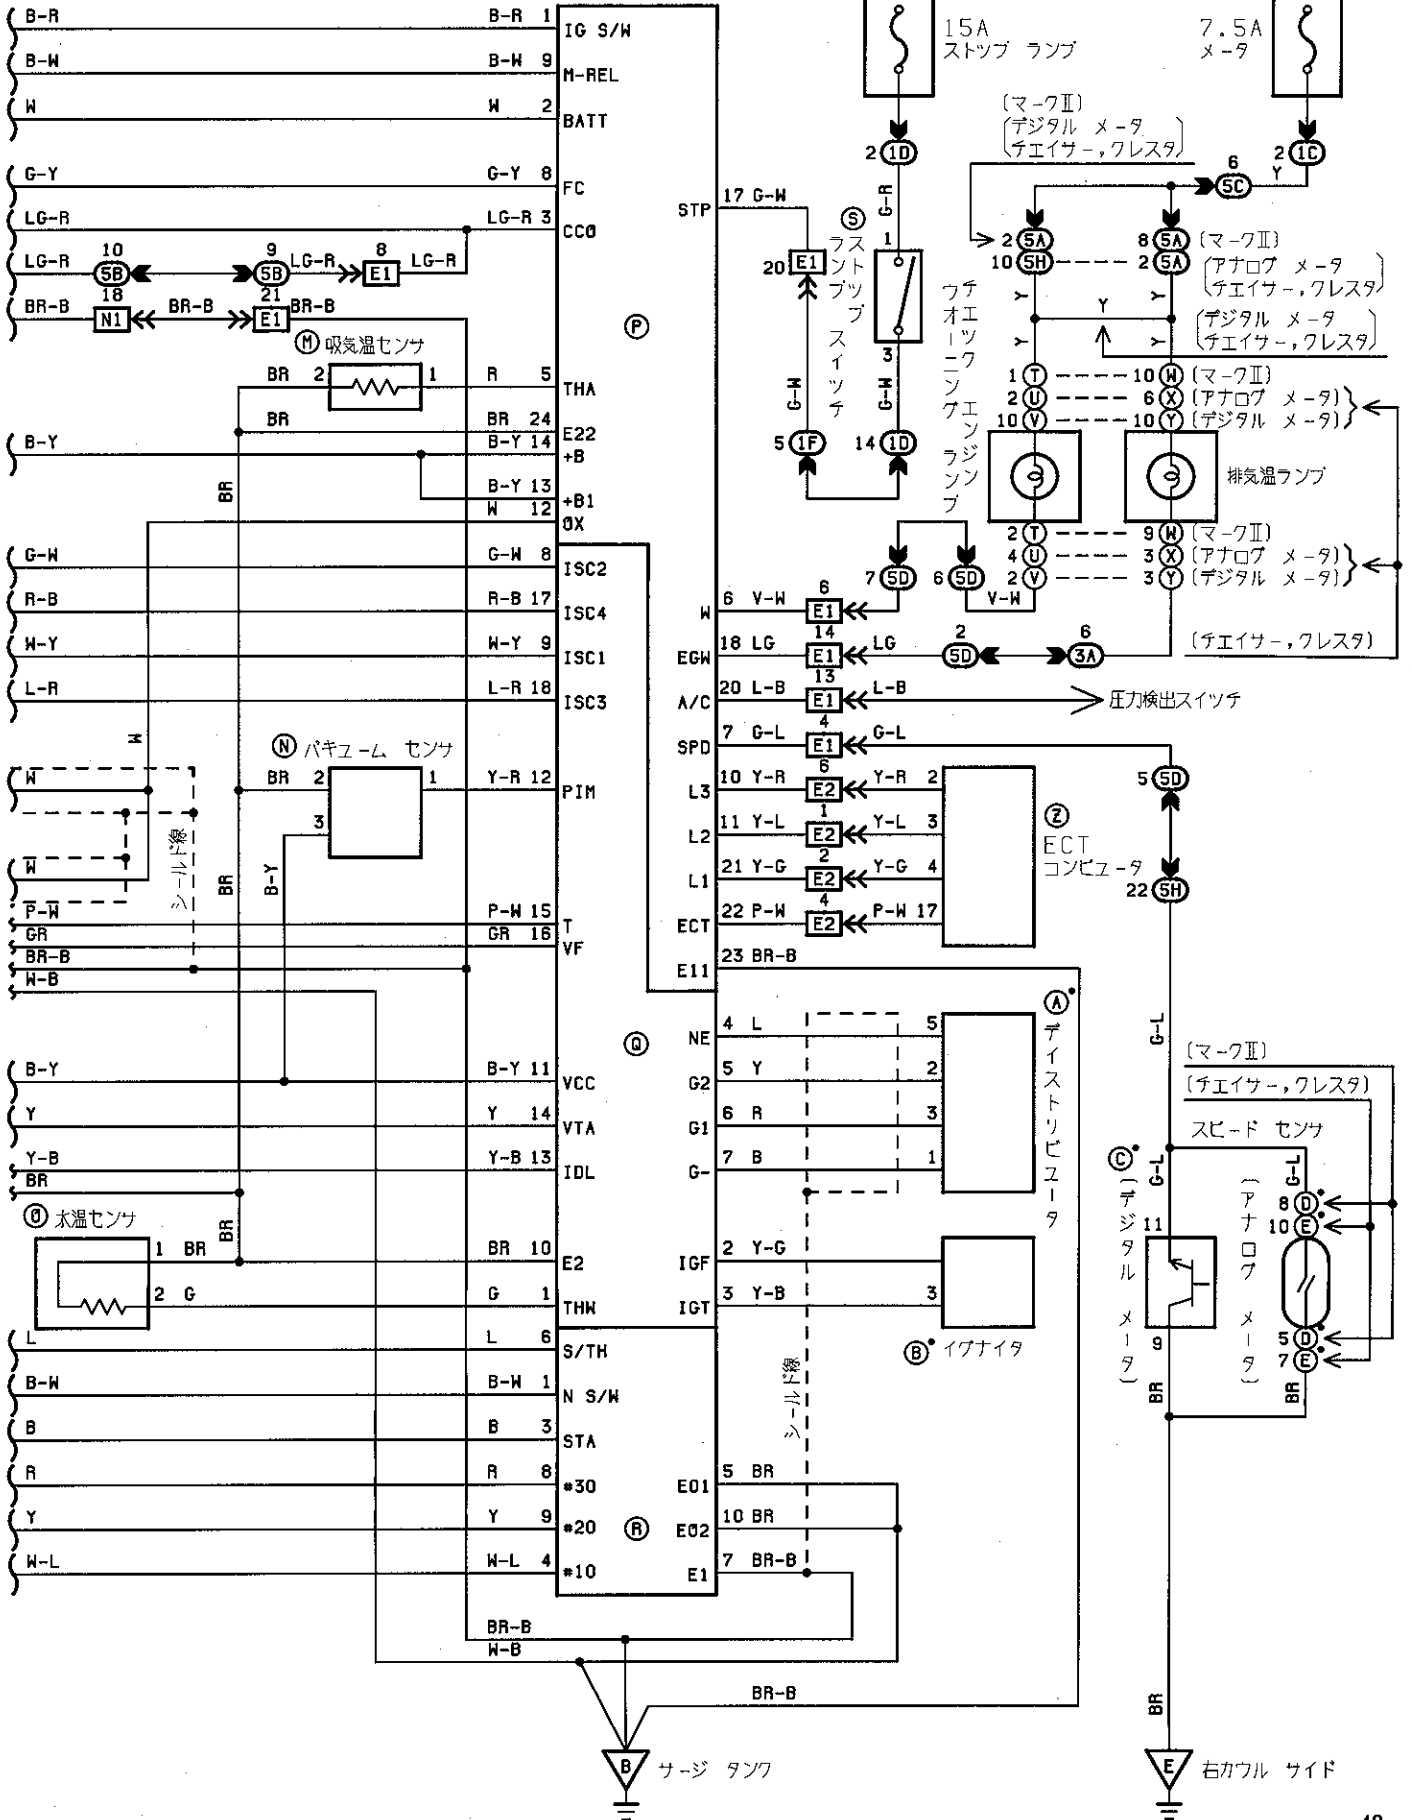 B-R B-R 1 IG S/W
B-W B-W 9 M-REL
W W 2 BATT
G-Y G-Y 8 FC
LG-R LG-R 3 CCO
LG-R 10 5B 9 5B LG-R 8 E1 LG-R
BR-B 18 N1 BR-B 21 E1 BR-B
M 吸気温センサ
BR 2 1 R 5 THA
BR BR 24 E22
B-Y B-Y 14 +B
BR
B-Y 13 +B1
W 12 OX
G-W G-W 8 ISC2
R-B R-B 17 ISC4
W-Y W-Y 9 ISC1
L-R L-R 18 ISC3
W
N バキューム センサ
W BR 2 1 Y-R 12 PIM
3
シールド線
BR
B-Y
W
P-W P-W 15 T
GR GR 16 VF
BR-B
W-B
B-Y B-Y 11 VCC
Y Y 14 VTA
Y-B Y-B 13 IDL
BR
BR
O 水温センサ
1 BR BR 10 E2
2 G G 1 THW
L L 6 S/TH
B-W B-W 1 N S/W
B B 3 STA
R R 8 #30
Y Y 9 #20
W-L W-L 4 #10
P
Q
R
15A
ストップ ランプ
2 1D
G-R
STP 17 G-W
20 E1
S ストップ ランプ スイッチ
1
3
G-W
G-W
5 1F
14 1D
7.5A
メータ
2 1C
Y
6 5C
(マークⅡ)
(デジタル メータ
チェイサー,クレスタ)
2 5A 8 5A (マークⅡ)
10 5H 2 5A (アナログ メータ
チェイサー,クレスタ)
Y Y
Y
(デジタル メータ
チェイサー,クレスタ)
Y Y
チェック エンジン ウオーニング ランプ
1 T 10 W (マークⅡ)
2 U 6 X (アナログ メータ)
10 V 10 Y (デジタル メータ)
排気温ランプ
2 T 9 W (マークⅡ)
4 U 3 X (アナログ メータ)
2 V 3 Y (デジタル メータ)
(チェイサー,クレスタ)
7 5D 6 5D V-W
W 6 V-W 6 E1
EGW 18 LG 14 E1 LG 2 5D 6 3A
A/C 20 L-B 13 E1 L-B 圧力検出スイッチ
SPD 7 G-L 4 E1 G-L
L3 10 Y-R 6 E2 Y-R 2
L2 11 Y-L 1 E2 Y-L 3
L1 21 Y-G 2 E2 Y-G 4
ECT 22 P-W 4 E2 P-W 17
Z
ECT
コンピュータ
5 5D
22 5H
E11 23 BR-B
NE 4 L 5
G2 5 Y 2
G1 6 R 3
G- 7 B 1
A ディストリビュータ
IGF 2 Y-G
IGT 3 Y-B 3
B イグナイタ
シールド線
EO1 5 BR
EO2 10 BR
E1 7 BR-B
G-L
(マークⅡ)
(チェイサー,クレスタ)
スピード センサ
C (デジタル メータ)
G-L
G-L
(アナログ メータ)
11
9
8 D
10 E
5 D
7 E
BR
BR
BR-B
W-B
BR-B
BR
B サージ タンク
E 右カウル サイド